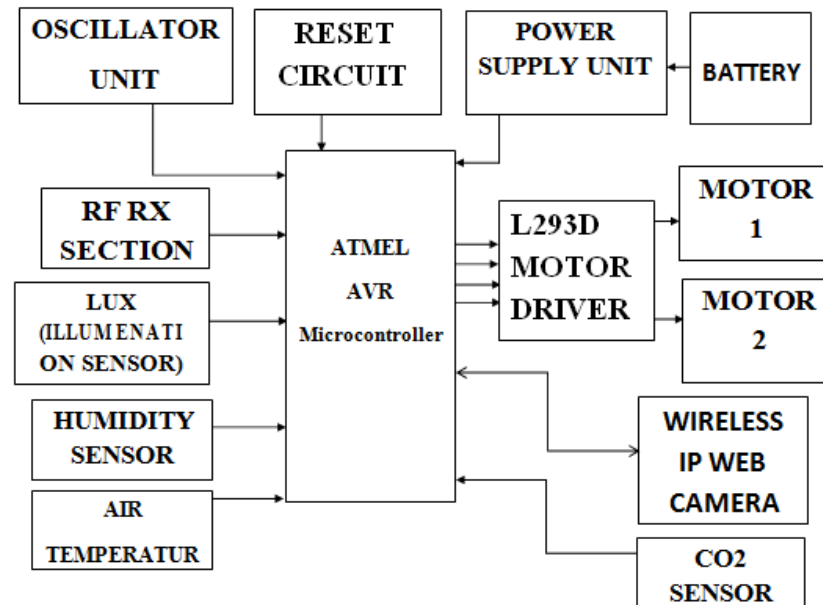 OSCILLATOR
UNIT
RESET
CIRCUIT
POWER
SUPPLY UNIT
BATTERY
RF RX
SECTION
LUX
(ILLUMENATI
ON SENSOR)
HUMIDITY
SENSOR
AIR
TEMPERATUR
ATMEL
AVR
Microcontroller
L293D
MOTOR
DRIVER
MOTOR
1
MOTOR
2
WIRELESS
IP WEB
CAMERA
CO2
SENSOR